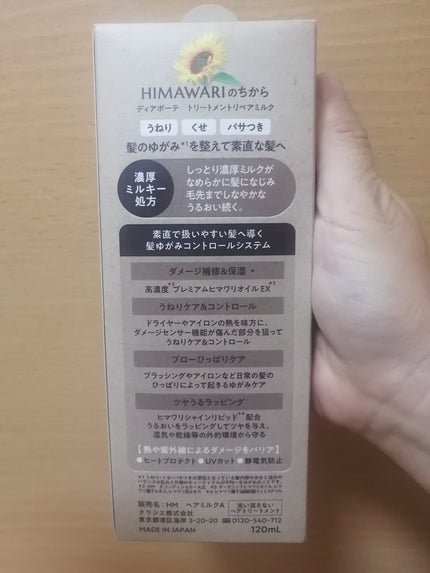 HIMAWARIのちから
ディアボーテ トリートメントリペアミルク
うねり くせ パサつき
髪のゆがみ*1を整えて素直な髪へ
濃厚
ミルキー
処方
しっとり濃厚ミルクが
なめらかに髪になじみ
毛先までしなやかな
うるおい続く。
素直で扱いやすい髪へ導く
髪ゆがみコントロールシステム
ダメージ補修&保湿
高濃度*2プレミアムヒマワリオイルEX*3
うねりケア&コントロール
ドライヤーやアイロンの熱を味方に、
ダメージセンサー機能が傷んだ部分を狙って
うねりケア&コントロール
ブローひっぱりケア
ブラッシングやアイロンなど日常の髪の
ひっぱりによって起きるゆがみケア
ツヤうるラッピング
ヒマワリシャインリピッド*4配合
うるおいをラッピングしてツヤを与え、
湿気や乾燥等の外的環境から守る
【熱や紫外線によるダメージをバリア】
●ヒートプロテクト ●UVカット ●静電気防止
販売名:HM ヘアミルクA
クラシエ株式会社
東京都港区海岸3-20-20 0120-540-712
洗い流さない
ヘアトリートメント
MADE IN JAPAN 120mL